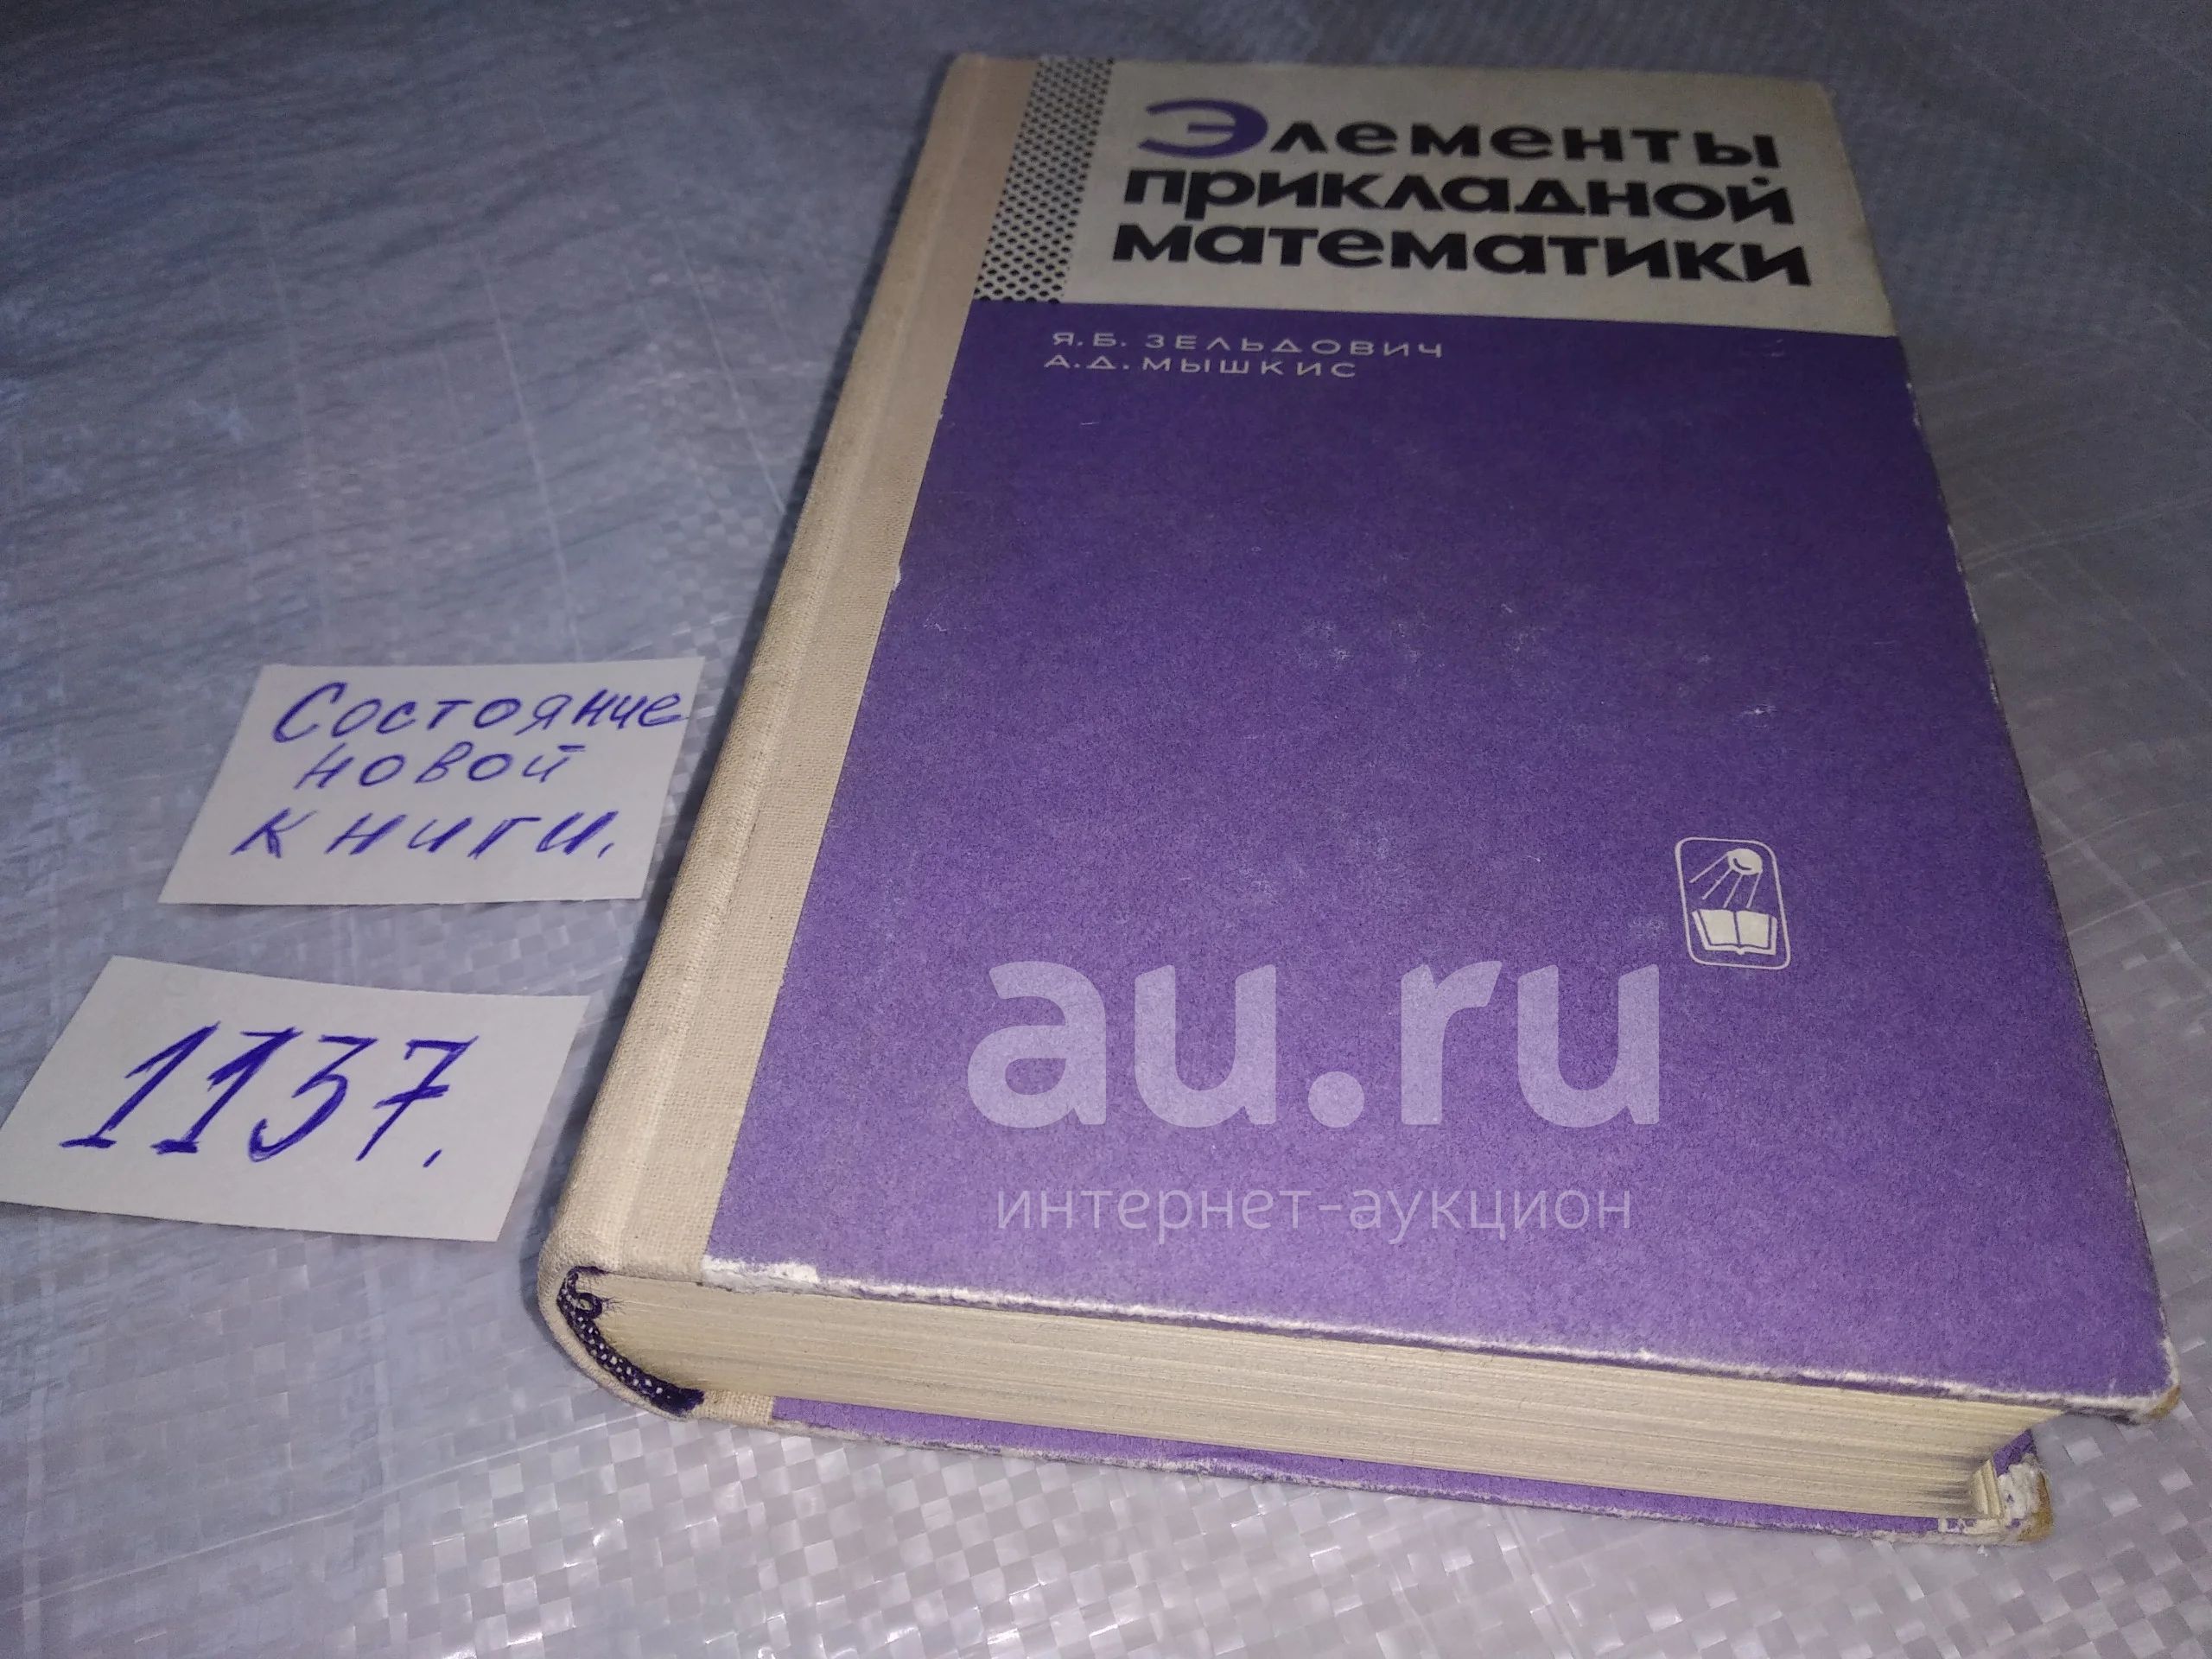 Элементы
прикладной
математики
Я.Б. ЗЕЛЬДОВИЧ
А.Д. МЫШКИС
Состояние
новой
книги.
1137.
au.ru
интернет-аукцион